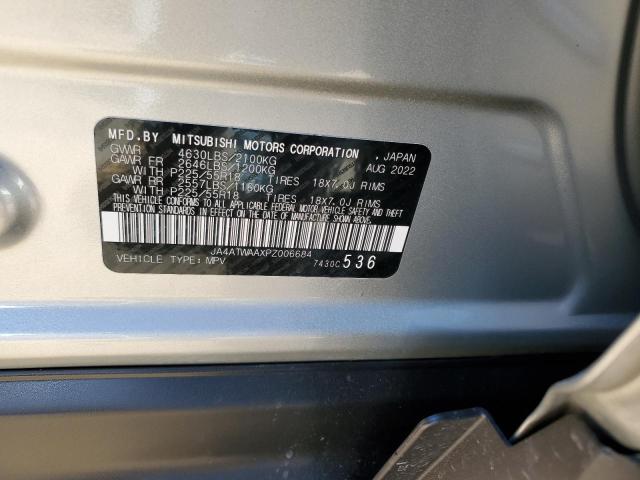 MFD.BY MITSUBISHI MOTORS CORPORATION , JAPAN
GVWR 4630LBS/2100KG AUG 2022
GAWR FR 2646LBS/1200KG
WITH P225/55R18 TIRES 18X7.0J RIMS
GAWR RR 2557LBS/1160KG
WITH P225/55R18 TIRES 18X7.0J RIMS
THIS VEHICLE CONFORMS TO ALL APPLICABLE FEDERAL MOTOR VEHICLE SAFETY AND THEFT
PREVENTION STANDARDS IN EFFECT ON THE DATE OF MANUFACTURE SHOWN ABOVE.
JA4ATWAAXPZ006684
VEHICLE TYPE:MPV 7430C 536